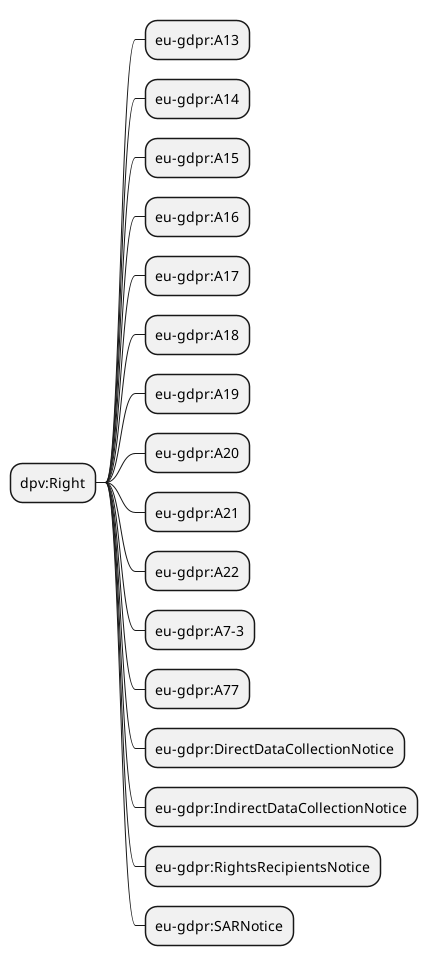 eu-gdpr:A13
eu-gdpr:A14
eu-gdpr:A15
eu-gdpr:A16
eu-gdpr:A17
eu-gdpr:A18
eu-gdpr:A19
eu-gdpr:A20
dpv:Right
eu-gdpr:A21
eu-gdpr:A22
eu-gdpr:A7-3
eu-gdpr:A77
eu-gdpr:DirectDataCollectionNotice
eu-gdpr:IndirectDataCollectionNotice
eu-gdpr:RightsRecipientsNotice
eu-gdpr:SARNotice